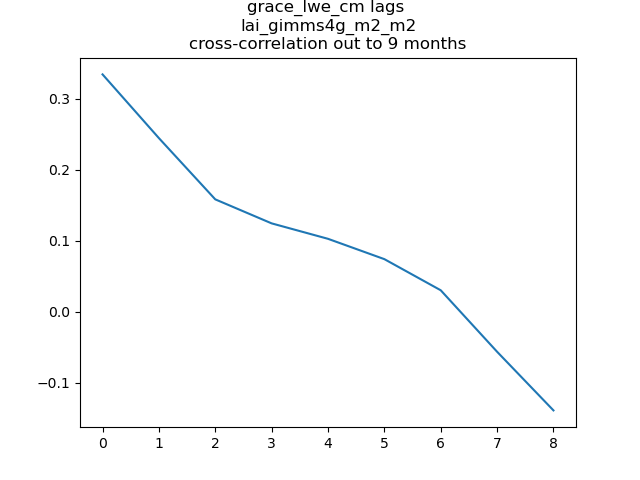 grace_lwe_cm lags
lai_gimms4g_m2_m2
cross-correlation out to 9 months
0.3
0.2
0.1
0.0
−0.1
0 1 2 3 4 5 6 7 8